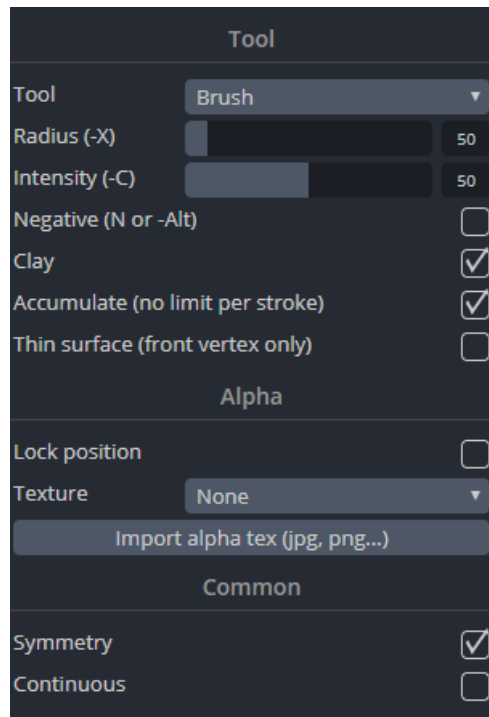 Tool
Tool Brush
Radius (-X) 50
Intensity (-C) 50
Negative (N or -Alt)
Clay
Accumulate (no limit per stroke)
Thin surface (front vertex only)
Alpha
Lock position
Texture None
Import alpha tex (jpg, png...)
Common
Symmetry
Continuous